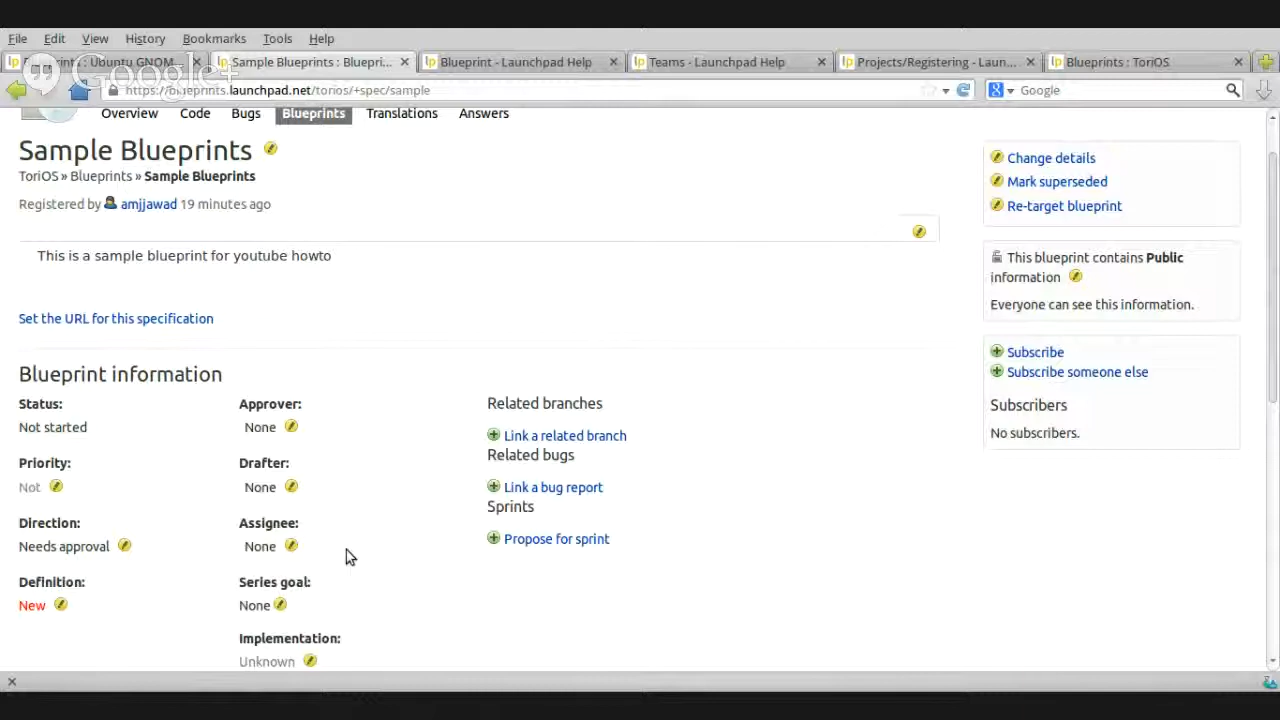 File Edit View History Bookmarks Tools Help
Ubuntu GNOM... Sample Blueprints : Bluepri... Blueprint - Launchpad Help Teams - Launchpad Help Projects/Registering - Laun... Blueprints : ToriOS
Google+
https://blueprints.launchpad.net/torios/+spec/sample Google
Overview Code Bugs Blueprints Translations Answers
Sample Blueprints
ToriOS » Blueprints » Sample Blueprints
Registered by amjjawad 19 minutes ago
This is a sample blueprint for youtube howto
Set the URL for this specification
Blueprint information
Status:
Not started
Priority:
Not
Direction:
Needs approval
Definition:
New
Approver:
None
Drafter:
None
Assignee:
None
Series goal:
None
Implementation:
Unknown
Related branches
Link a related branch
Related bugs
Link a bug report
Sprints
Propose for sprint
Change details
Mark superseded
Re-target blueprint
This blueprint contains Public
information
Everyone can see this information.
Subscribe
Subscribe someone else
Subscribers
No subscribers.